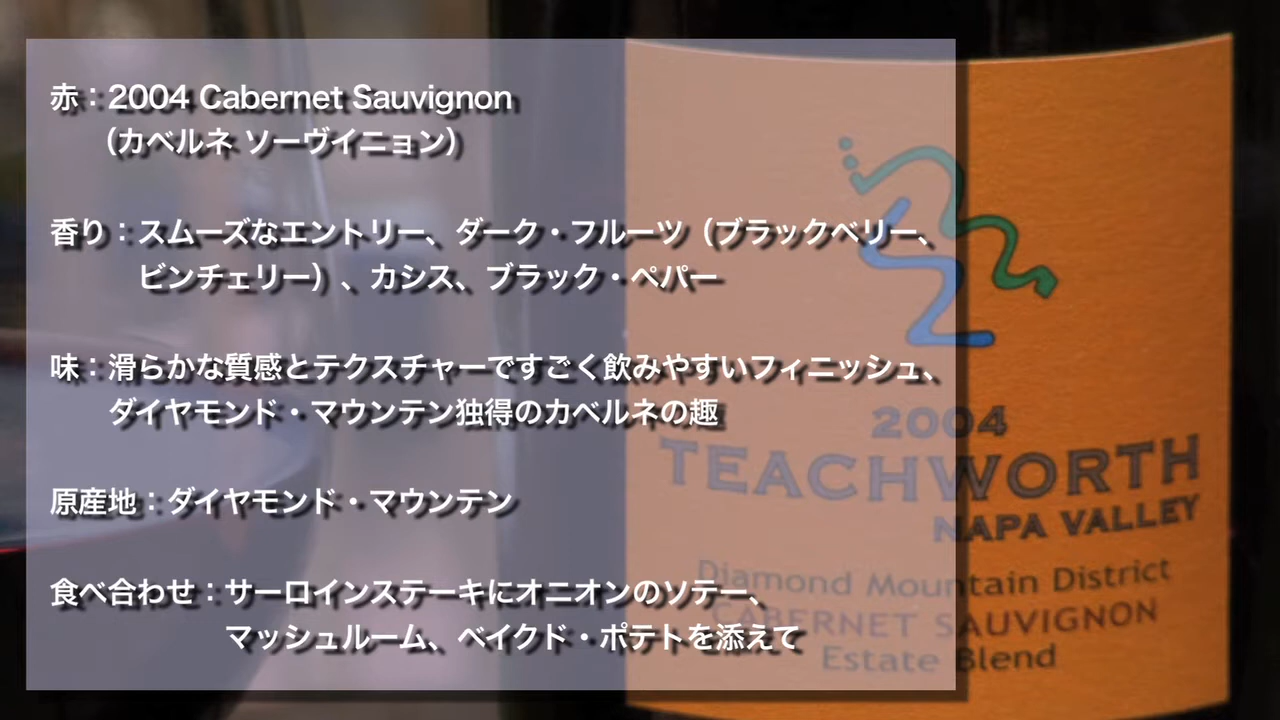 赤：2004 Cabernet Sauvignon
（カベルネ ソーヴイニョン）
香り：スムーズなエントリー、ダーク・フルーツ（ブラックベリー、
ビンチェリー）、カシス、ブラック・ペパー
味：滑らかな質感とテクスチャーですごく飲みやすいフィニッシュ、
ダイヤモンド・マウンテン独得のカベルネの趣
原産地：ダイヤモンド・マウンテン
食べ合わせ：サーロインステーキにオニオンのソテー、
マッシュルーム、ベイクド・ポテトを添えて
2004
TEACHWORTH
NAPA VALLEY
Diamond Mountain District
CABERNET SAUVIGNON
Estate Blend